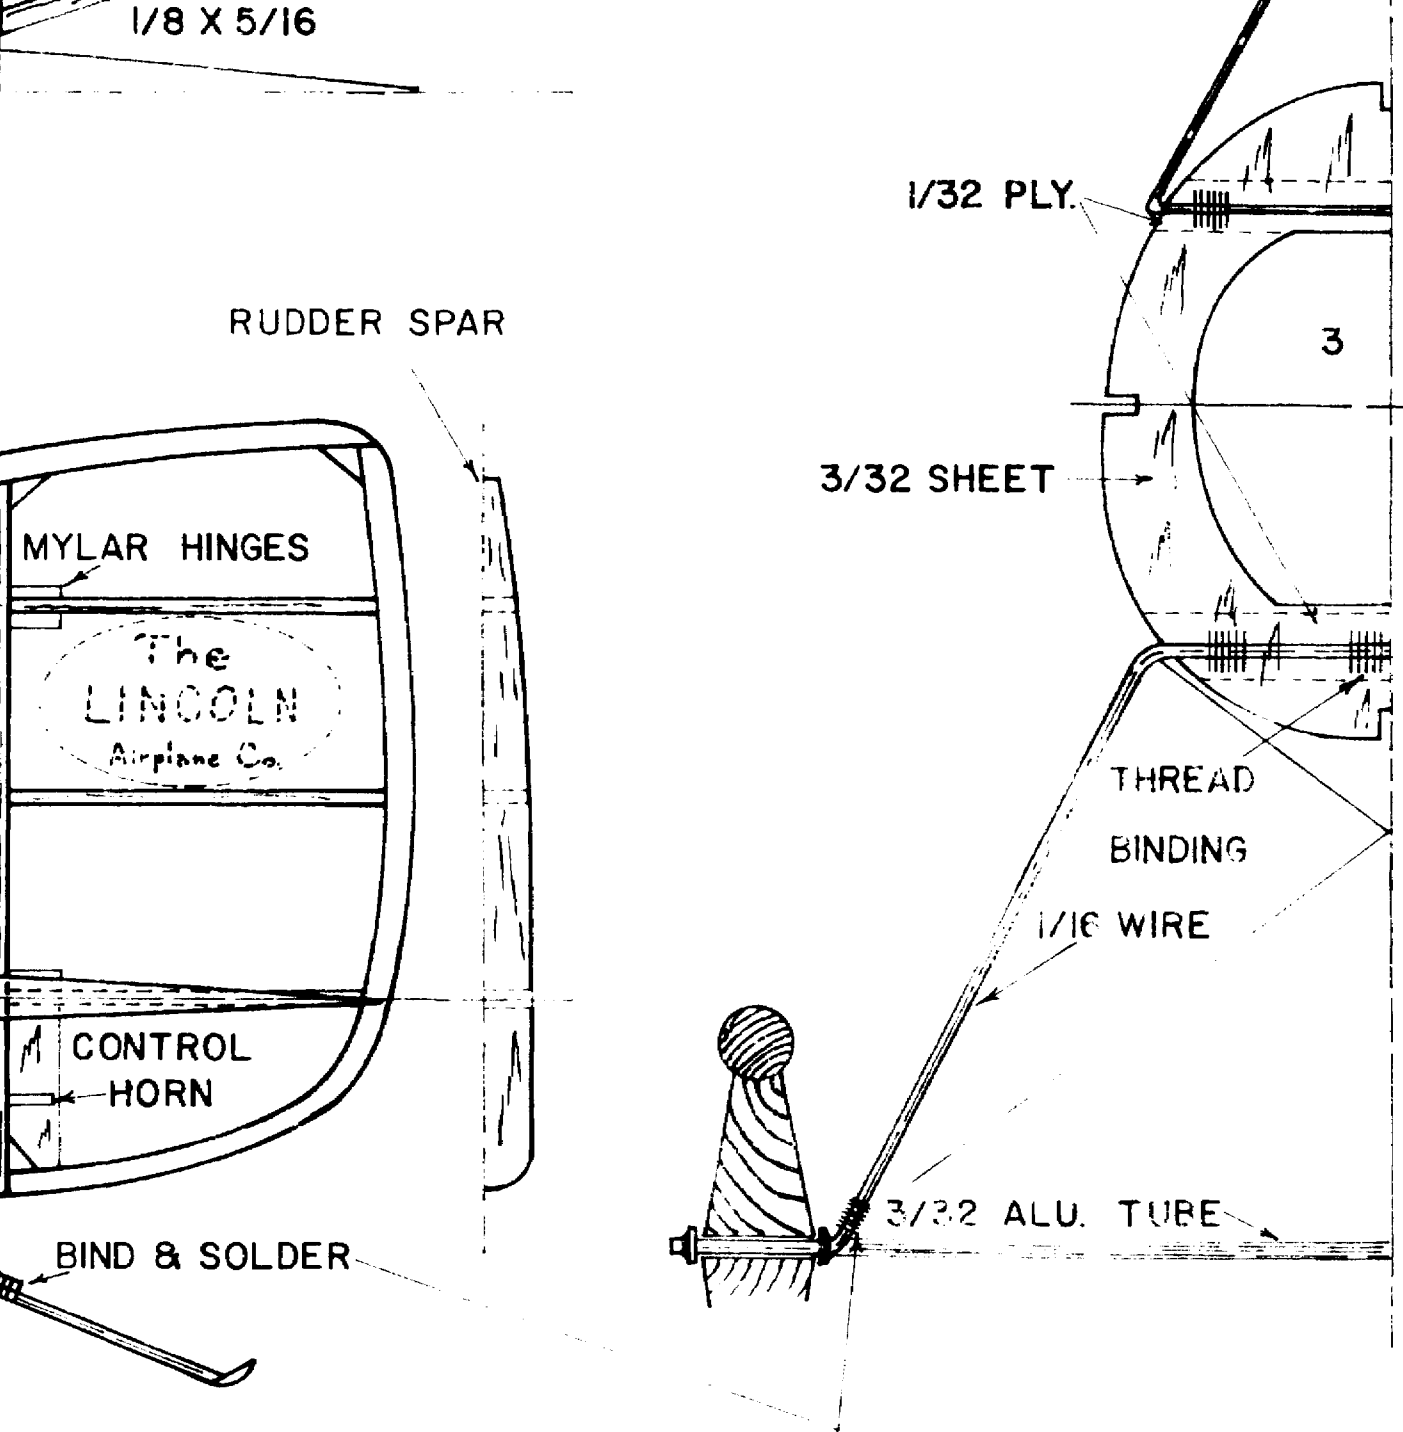 1/8 X 5/16
1/32 PLY.
RUDDER SPAR
3
3/32 SHEET
MYLAR HINGES
The
LINCOLN
Airplane Co.
THREAD
BINDING
1/16 WIRE
CONTROL
HORN
3/32 ALU. TUBE
BIND & SOLDER